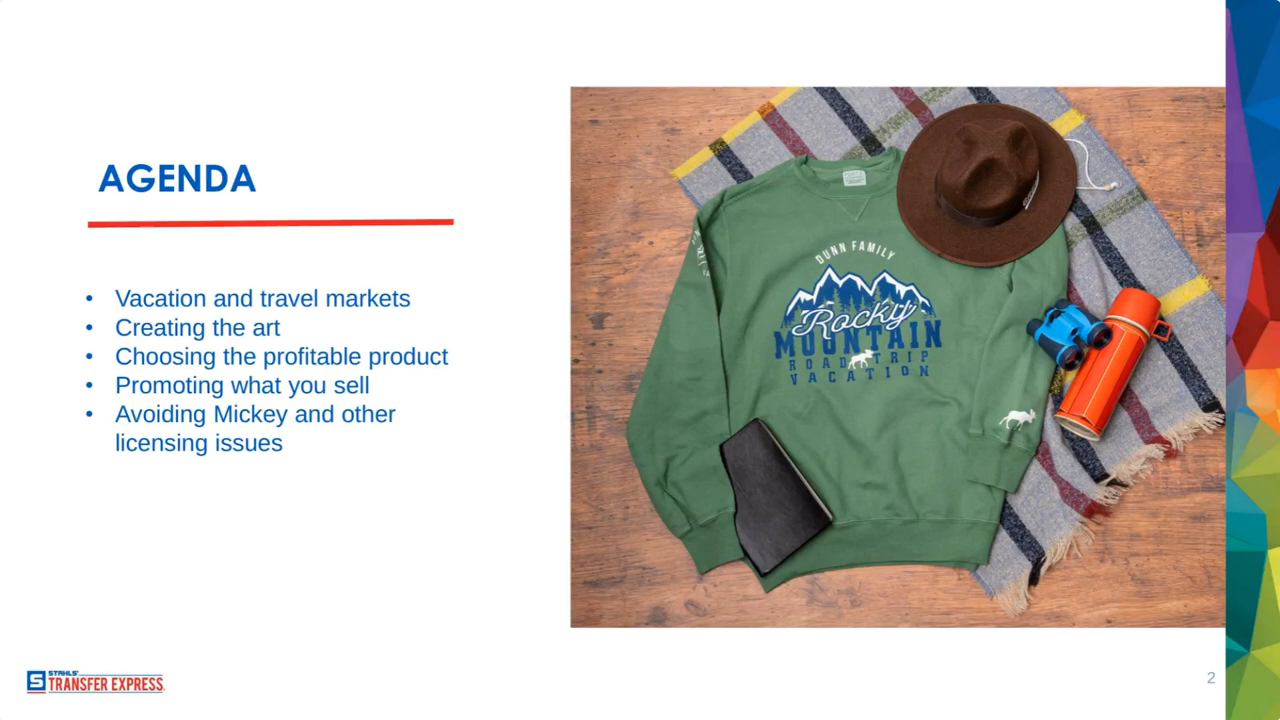 AGENDA
• Vacation and travel markets
• Creating the art
• Choosing the profitable product
• Promoting what you sell
• Avoiding Mickey and other
licensing issues
DUNN FAMILY
Rocky
MOUNTAIN
ROAD TRIP
VACATION
S STAHLS'
TRANSFER EXPRESS
2